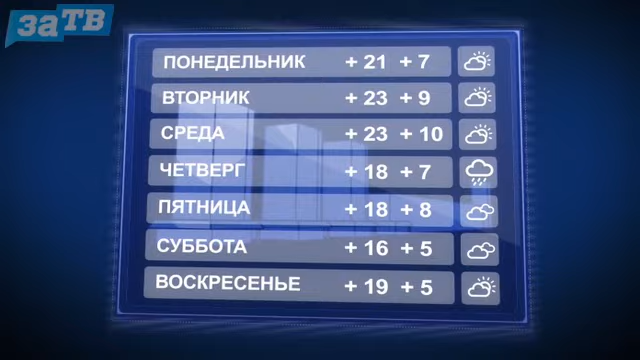 заТВ
ПОНЕДЕЛЬНИК + 21 + 7
ВТОРНИК + 23 + 9
СРЕДА + 23 + 10
ЧЕТВЕРГ + 18 + 7
ПЯТНИЦА + 18 + 8
СУББОТА + 16 + 5
ВОСКРЕСЕНЬЕ + 19 + 5